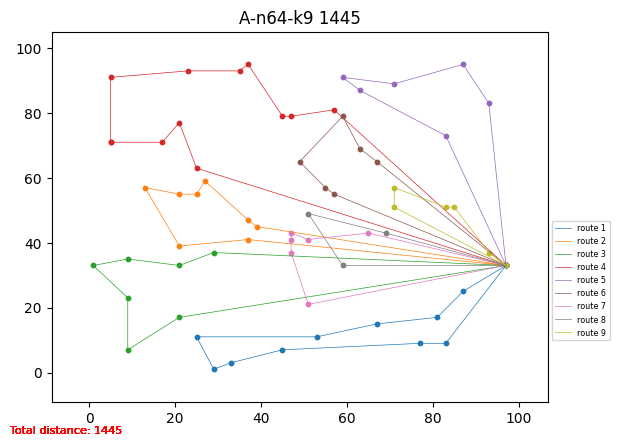 A-n64-k9 1445
100
80
60
40
20
0
0 20 40 60 80 100
route 1
route 2
route 3
route 4
route 5
route 6
route 7
route 8
route 9
Total distance: 1445